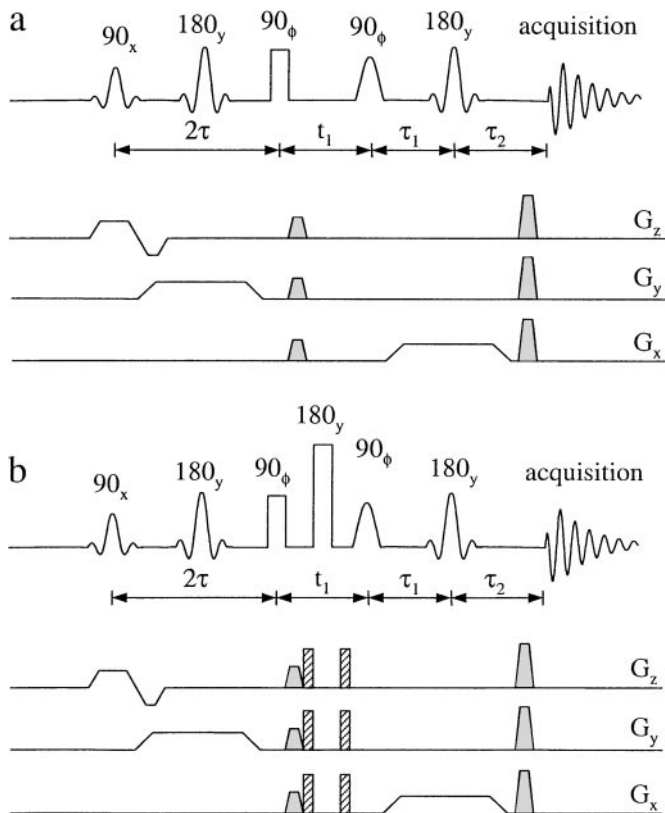 a
90x 180y 90ϕ 90ϕ 180y acquisition
2τ t1 τ1 τ2
Gz
Gy
Gx
b
90x 180y 90ϕ 180y 90ϕ 180y acquisition
2τ t1 τ1 τ2
Gz
Gy
Gx